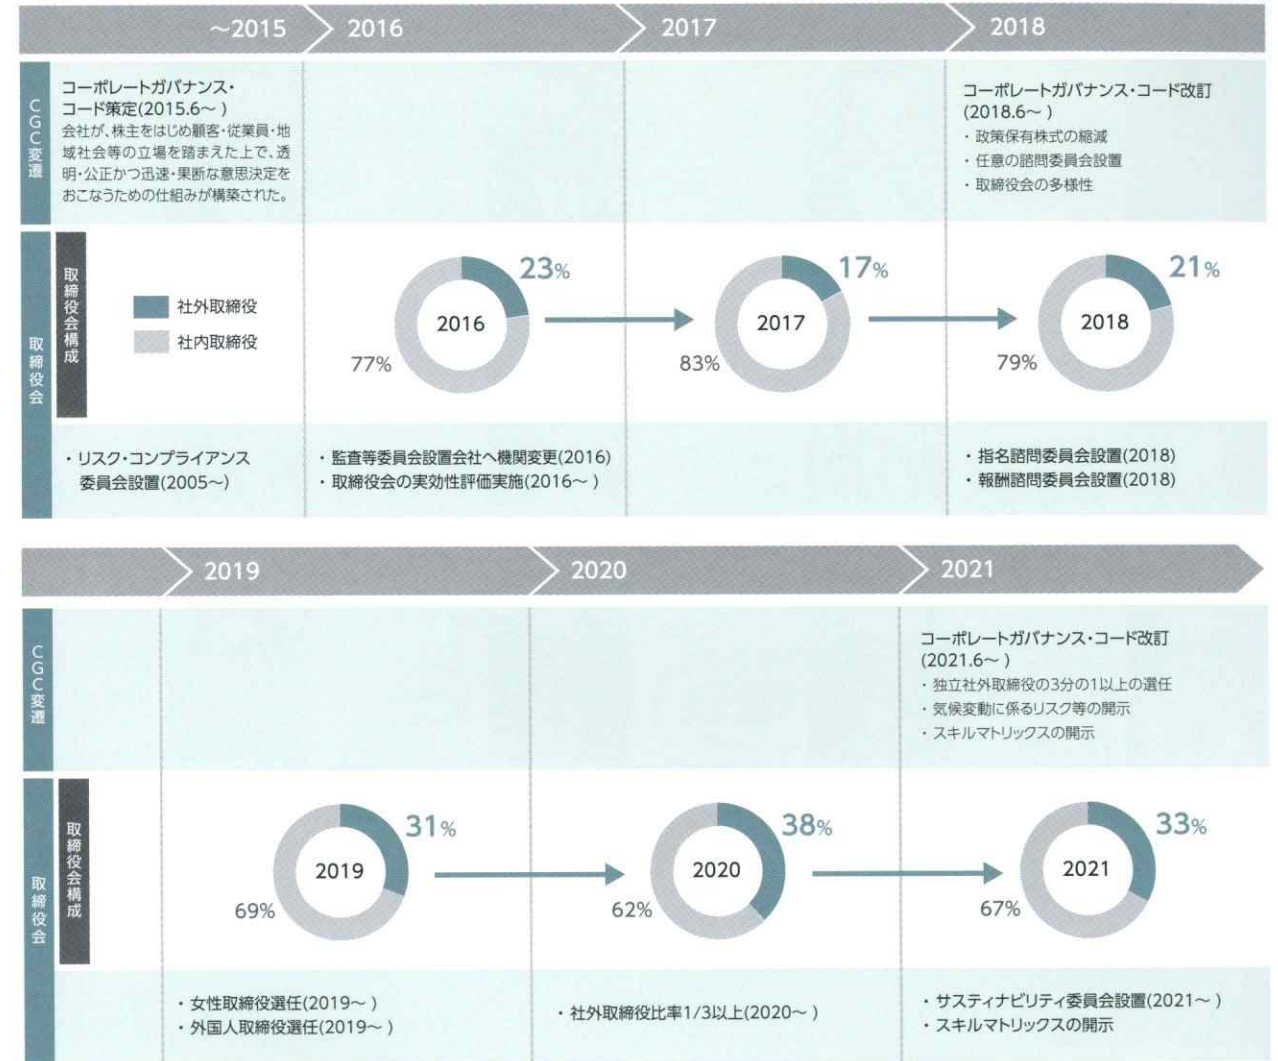 ～2015
2016
2017
2018
CGC変遷
コーポレートガバナンス・
コード策定(2015.6～)
会社が、株主をはじめ顧客・従業員・地
域社会等の立場を踏まえた上で、透
明・公正かつ迅速・果断な意思決定を
おこなうための仕組みが構築された。
コーポレートガバナンス・コード改訂
(2018.6～)
・政策保有株式の縮減
・任意の諮問委員会設置
・取締役会の多様性
取締役会
取締役会構成
社外取締役
社内取締役
23%
2016
77%
17%
2017
83%
21%
2018
79%
・リスク・コンプライアンス
委員会設置(2005～)
・監査等委員会設置会社へ機関変更(2016)
・取締役会の実効性評価実施(2016～)
・指名諮問委員会設置(2018)
・報酬諮問委員会設置(2018)
2019
2020
2021
CGC変遷
コーポレートガバナンス・コード改訂
(2021.6～)
・独立社外取締役の3分の1以上の選任
・気候変動に係るリスク等の開示
・スキルマトリックスの開示
取締役会
取締役会構成
31%
2019
69%
38%
2020
62%
33%
2021
67%
・女性取締役選任(2019～)
・外国人取締役選任(2019～)
・社外取締役比率1/3以上(2020～)
・サスティナビリティ委員会設置(2021～)
・スキルマトリックスの開示